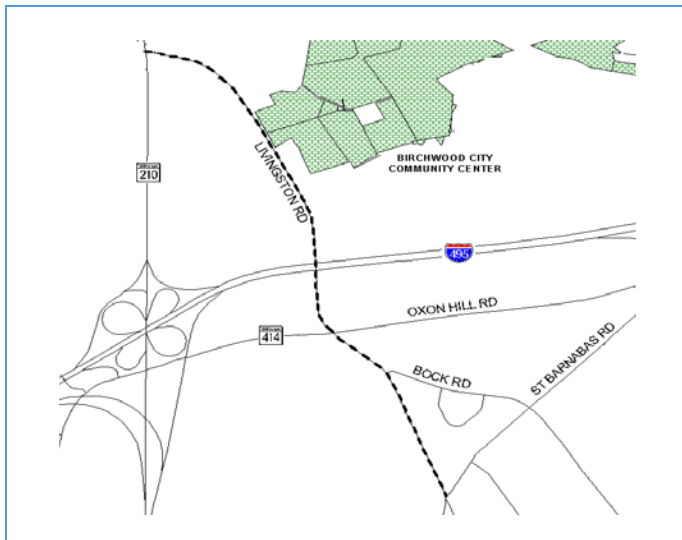 BIRCHWOOD CITY
COMMUNITY CENTER
LIVINGSTON RD
210
495
OXON HILL RD
414
BOCK RD
ST BARNABAS RD